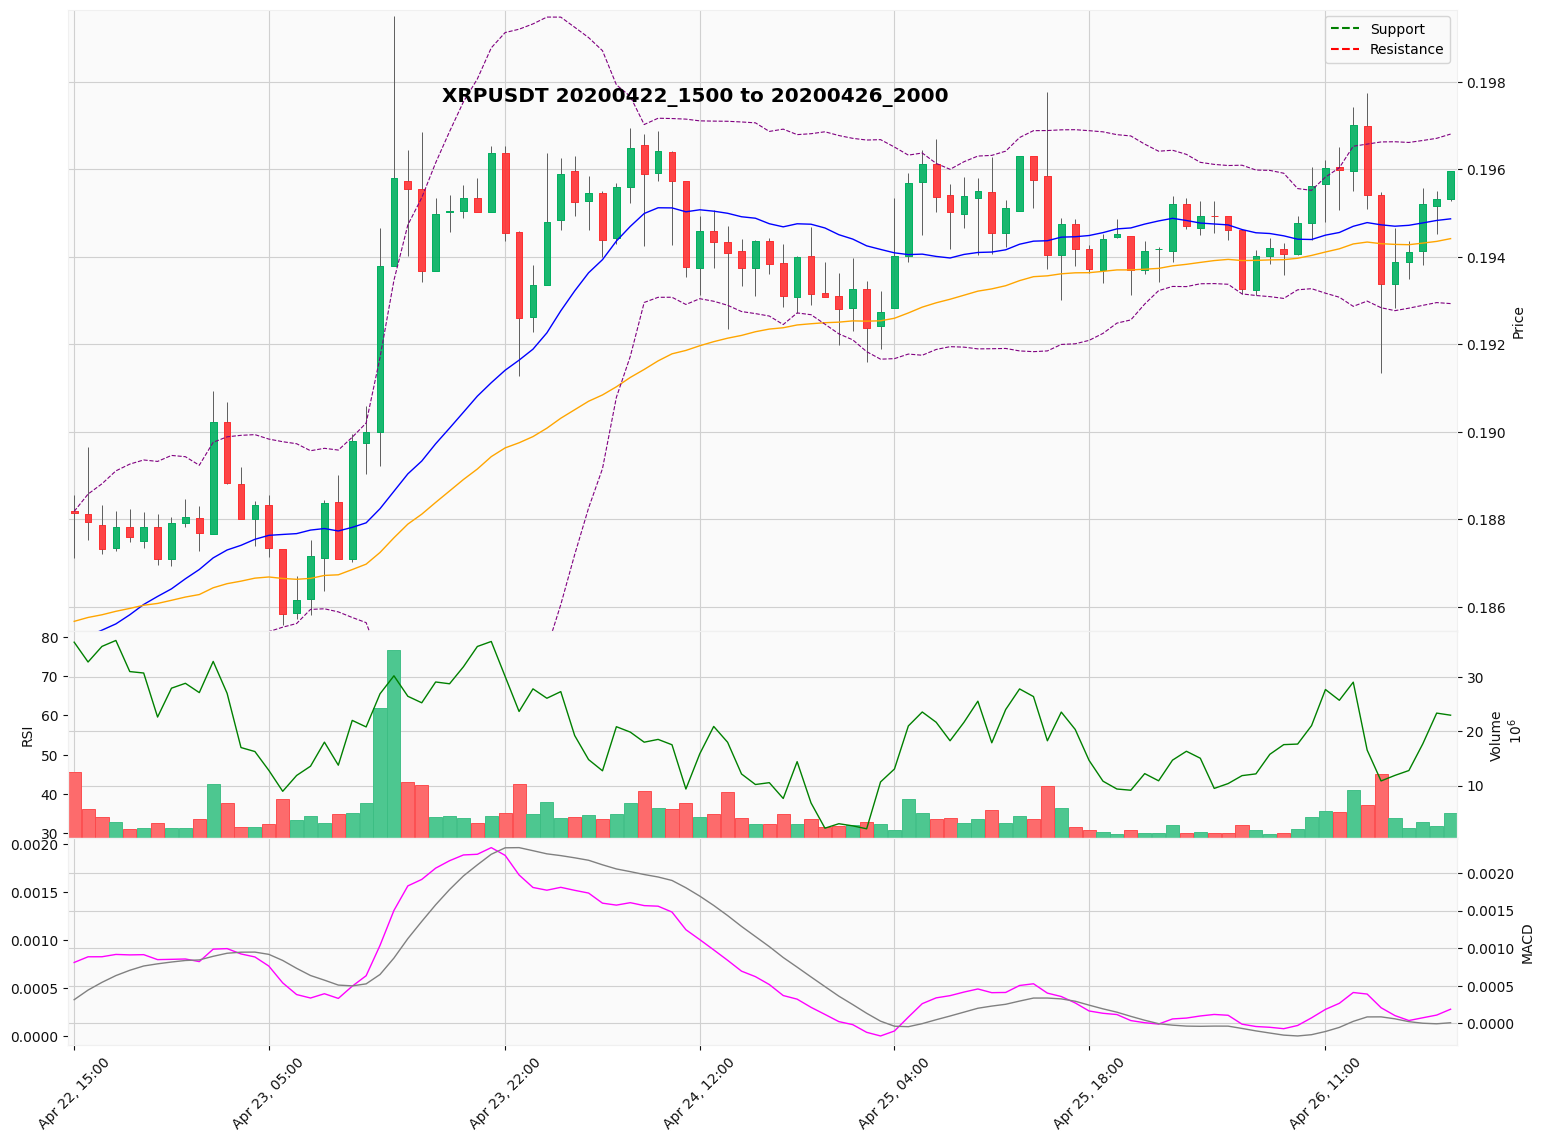 XRPUSDT 20200422_1500 to 20200426_2000
Support
Resistance
0.198
0.196
0.194
0.192
0.190
0.188
0.186
Price
80
70
60
50
40
30
RSI
30
20
10
Volume
10^6
0.0020
0.0015
0.0010
0.0005
0.0000
0.0020
0.0015
0.0010
0.0005
0.0000
MACD
Apr 22, 15:00
Apr 23, 05:00
Apr 23, 22:00
Apr 24, 12:00
Apr 25, 04:00
Apr 25, 18:00
Apr 26, 11:00